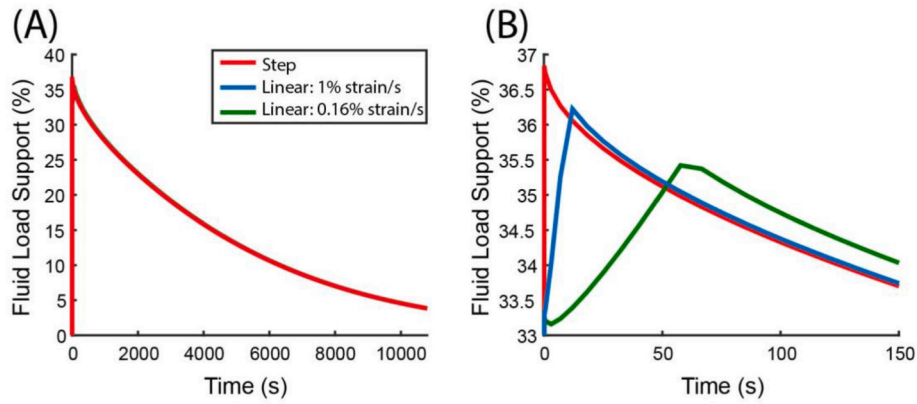 (A)
40
35
30
25
20
15
10
5
0
Fluid Load Support (%)
0 2000 4000 6000 8000 10000
Time (s)
Step
Linear: 1% strain/s
Linear: 0.16% strain/s
(B)
37
36.5
36
35.5
35
34.5
34
33.5
33
Fluid Load Support (%)
0 50 100 150
Time (s)